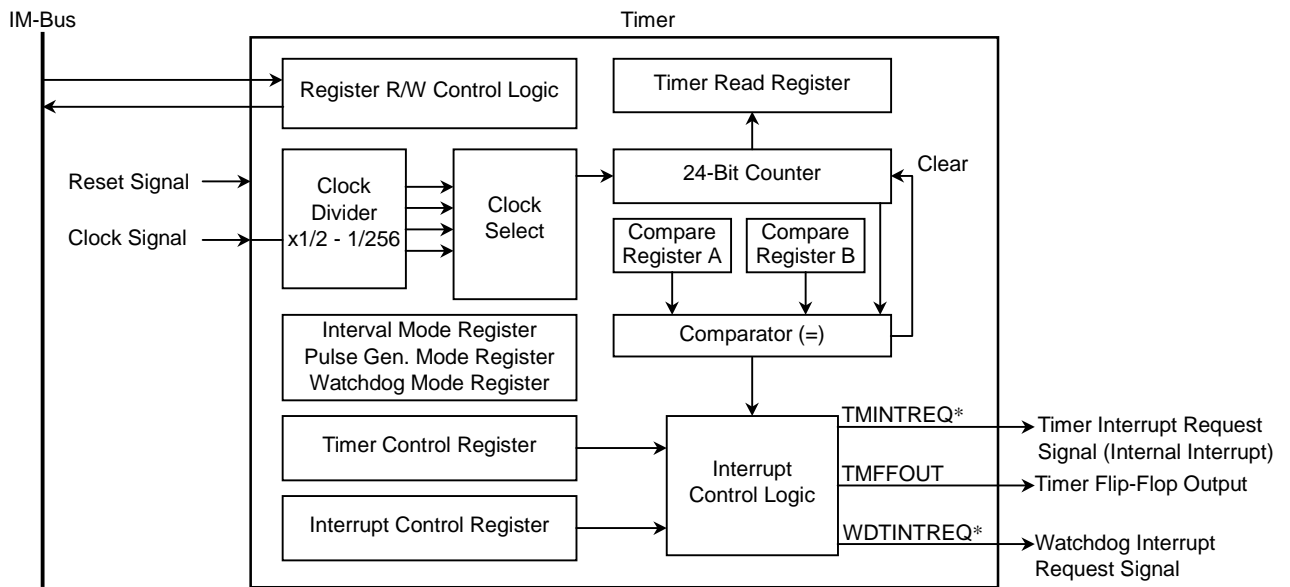 IM-Bus
Timer
Register R/W Control Logic
Timer Read Register
Reset Signal
Clock Signal
Clock
Divider
x1/2 - 1/256
Clock
Select
24-Bit Counter
Clear
Compare
Register A
Compare
Register B
Comparator (=)
Interval Mode Register
Pulse Gen. Mode Register
Watchdog Mode Register
Timer Control Register
Interrupt Control Register
Interrupt
Control Logic
TMINTREQ*
Timer Interrupt Request
Signal (Internal Interrupt)
TMFFOUT
Timer Flip-Flop Output
WDTINTREQ*
Watchdog Interrupt
Request Signal